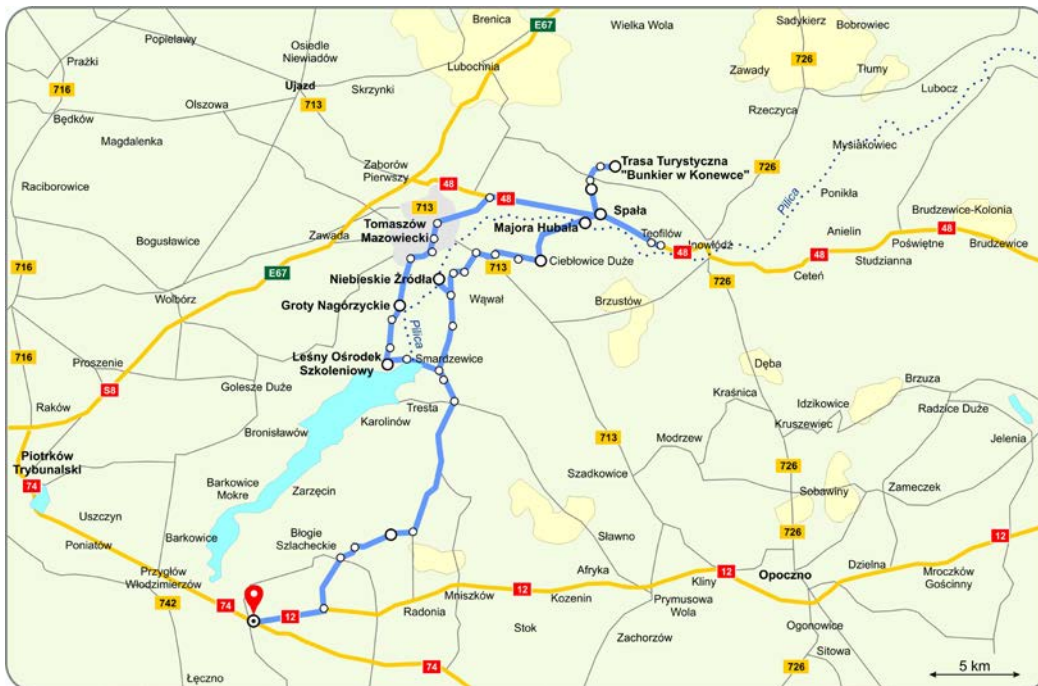 Brenica
E67
Wielka Wola
Sadykierz
Bobrowiec
Popielawy
Osiedle
Niewiadów
726
Prażki
Lubochnia
Zawady
Tłumy
716
Ujazd
Skrzynki
Lubocz
Olszowa
713
Rzeczyca
Będków
Magdalenka
Mysiakowiec
Zaborów
Pierwszy
Trasa Turystyczna
"Bunkier w Konewce"
726
Raciborowice
48
48
Pilica
Ponikła
713
Spała
Brudzewice-Kolonia
Tomaszów
Mazowiecki
Majora Hubala
Teofilów
Anielin
48
Bogusławice
Zawada
48
Inowłódz
Poświętne
Brudzewice
716
E67
713
Ciebłowice Duże
48
Studzianna
Niebieskie Źródła
Ceteń
Wolbórz
726
Wąwał
Brzustów
Groty Nagórzyckie
Pilica
716
Proszenie
Leśny Ośrodek
Szkoleniowy
Smardzewice
Dęba
S8
Golesze Duże
Brzuza
Kraśnica
Idzikowice
Radzice Duże
Raków
Karolinów
Tresta
Kruszewiec
Bronisławów
713
Modrzew
Jelenia
Piotrków
Trybunalski
726
74
Barkowice
Mokre
Zarzęcin
Szadkowice
Sobawiny
Zameczek
Uszczyn
726
Poniatów
Barkowice
Błogie
Szlacheckie
Sławno
12
Przygłów
Włodzimierzów
Afryka
12
Kliny
Opoczno
Dzielna
Mroczków
Gościnny
742
74
12
Radonia
Mniszków
12
Kozenin
Prymusowa
Wola
Stok
Zachorzów
Ogonowice
Sitowa
74
726
Łęczno
5 km